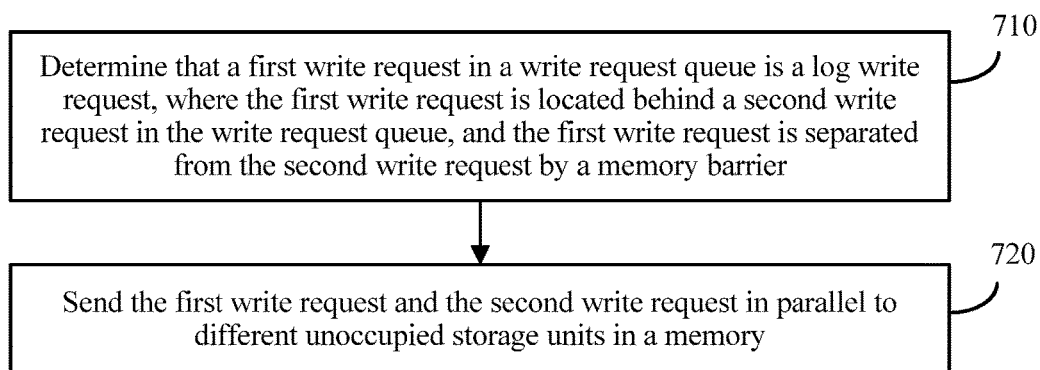 710
Determine that a first write request in a write request queue is a log write
request, where the first write request is located behind a second write
request in the write request queue, and the first write request is separated
from the second write request by a memory barrier
720
Send the first write request and the second write request in parallel to
different unoccupied storage units in a memory